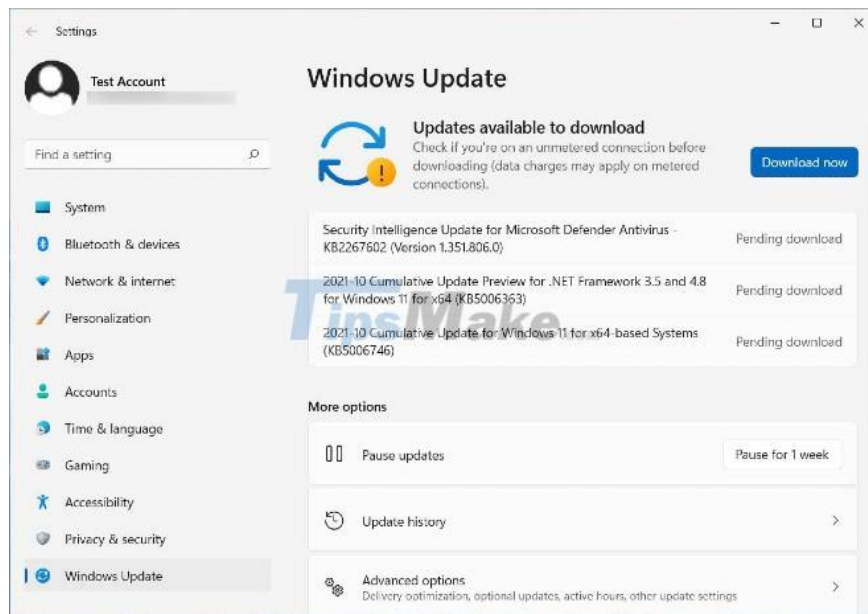 Settings
Test Account
Find a setting
System
Bluetooth & devices
Network & internet
Personalization
Apps
Accounts
Time & language
Gaming
Accessibility
Privacy & security
Windows Update
Windows Update
Updates available to download
Check if you're on an unmetered connection before
downloading (data charges may apply on metered
connections).
Download now
Security Intelligence Update for Microsoft Defender Antivirus -
KB2267602 (Version 1.351.806.0)
Pending download
2021-10 Cumulative Update Preview for .NET Framework 3.5 and 4.8
for Windows 11 for x64 (KB5006363)
Pending download
2021-10 Cumulative Update for Windows 11 for x64-based Systems
(KB5006746)
Pending download
TipsMake
More options
Pause updates
Pause for 1 week
Update history
Advanced options
Delivery optimization, optional updates, active hours, other update settings